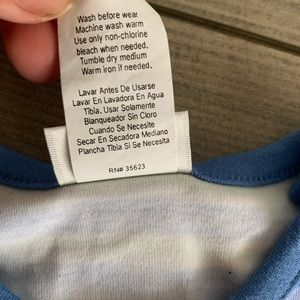 Wash before wear
Machine wash warm
Use only non-chlorine
bleach when needed.
Tumble dry medium
Warm iron if needed.
Lavar Antes De Usarse
Lavar En Lavadora En Agua
Tibia. Usar Solamente
Blanqueador Sin Cloro
Cuando Se Necesite
Secar En Secadora Mediano
Plancha Tibia Si Es Necesario
RN# 35623